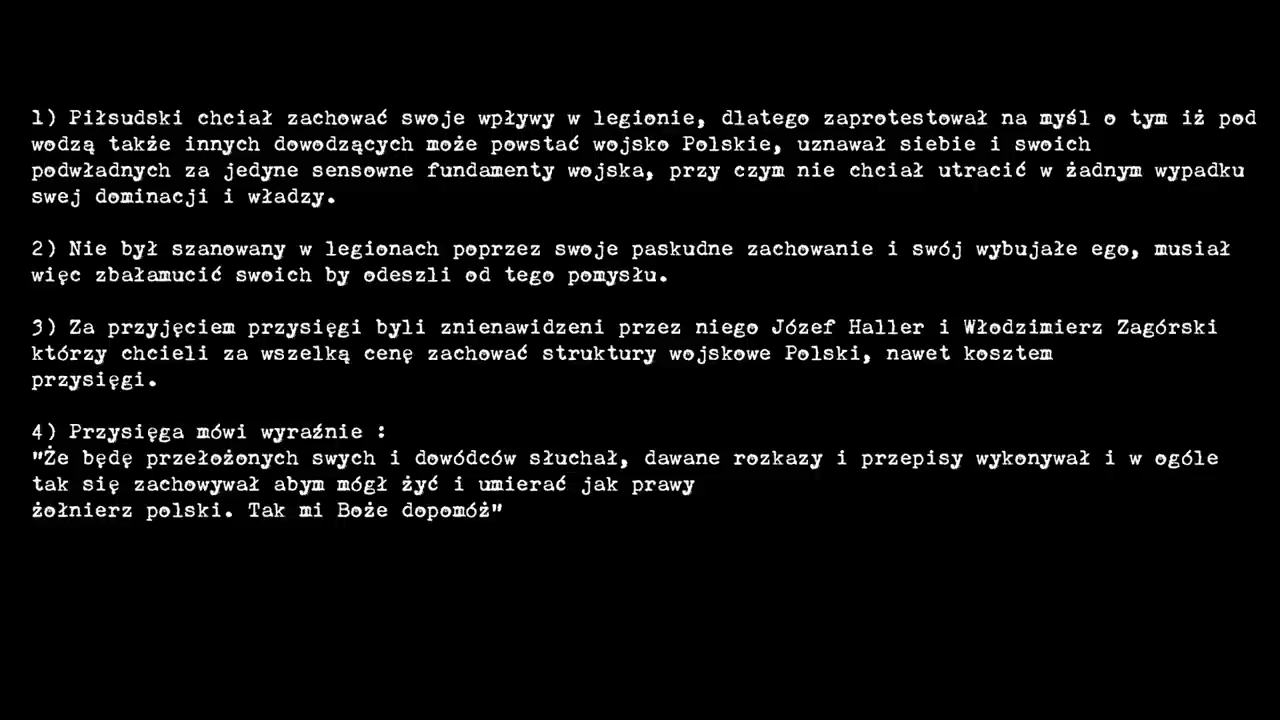 1) Piłsudski chciał zachować swoje wpływy w legionie, dlatego zaprotestował na myśl o tym iż pod
wodzą także innych dowodzących może powstać wojsko Polskie, uznawał siebie i swoich
podwładnych za jedyne sensowne fundamenty wojska, przy czym nie chciał utracić w żadnym wypadku
swej dominacji i władzy.
2) Nie był szanowany w legionach poprzez swoje paskudne zachowanie i swój wybujałe ego, musiał
więc zbałamucić swoich by odeszli od tego pomysłu.
3) Za przyjęciem przysięgi byli znienawidzeni przez niego Józef Haller i Włodzimierz Zagórski
którzy chcieli za wszelką cenę zachować struktury wojskowe Polski, nawet kosztem
przysięgi.
4) Przysięga mówi wyraźnie :
"Że będę przełożonych swych i dowódców słuchał, dawane rozkazy i przepisy wykonywał i w ogóle
tak się zachowywał abym mógł żyć i umierać jak prawy
żołnierz polski. Tak mi Boże dopomóż"